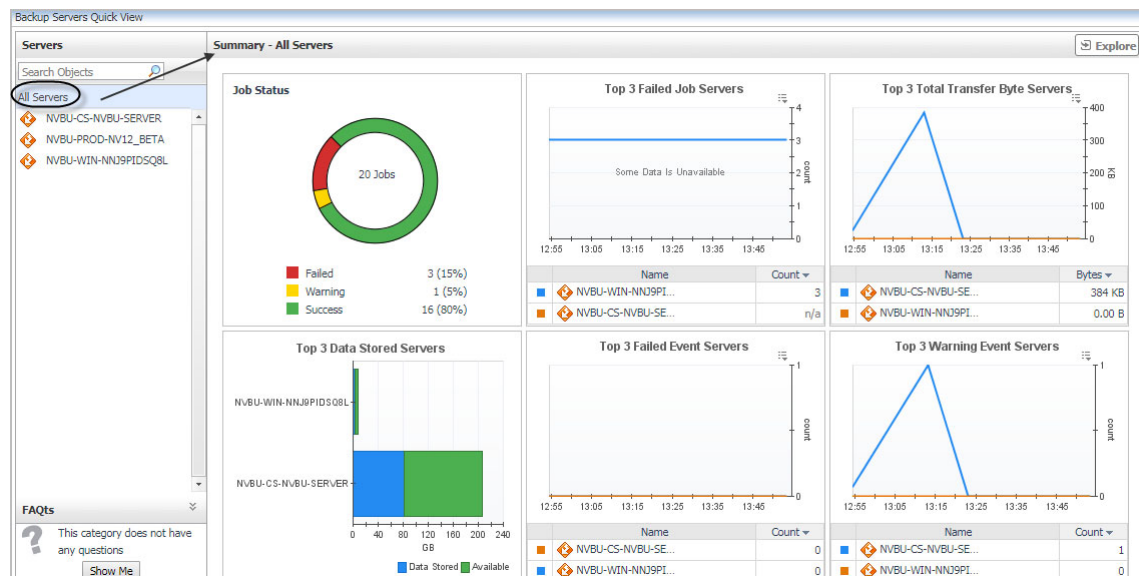 Backup Servers Quick View
Servers
Search Objects
All Servers
NVBU-CS-NVBU-SERVER
NVBU-PROD-NV12_BETA
NVBU-WIN-NNJ9PIDSQ8L
FAQts
This category does not have
any questions
Show Me
Summary - All Servers
Explore
Job Status
20 Jobs
Failed 3 (15%)
Warning 1 (5%)
Success 16 (80%)
Top 3 Failed Job Servers
4
3
2
1
0
count
Some Data Is Unavailable
12:55 13:05 13:15 13:25 13:35 13:45
Name Count
NVBU-WIN-NNJ9PI... 3
NVBU-CS-NVBU-SE... n/a
Top 3 Total Transfer Byte Servers
400
300
200
100
0
KB
12:55 13:05 13:15 13:25 13:35 13:45
Name Bytes
NVBU-CS-NVBU-SE... 384 KB
NVBU-WIN-NNJ9PI... 0.00 B
Top 3 Data Stored Servers
NVBU-WIN-NNJ9PIDSQ8L
NVBU-CS-NVBU-SERVER
0 40 80 120 160 200 240
GB
Data Stored Available
Top 3 Failed Event Servers
1
0
count
12:55 13:05 13:15 13:25 13:35 13:45
Name Count
NVBU-CS-NVBU-SE... 0
NVBU-WIN-NNJ9PI... 0
Top 3 Warning Event Servers
1
0
count
12:55 13:05 13:15 13:25 13:35 13:45
Name Count
NVBU-CS-NVBU-SE... 1
NVBU-WIN-NNJ9PI... 0